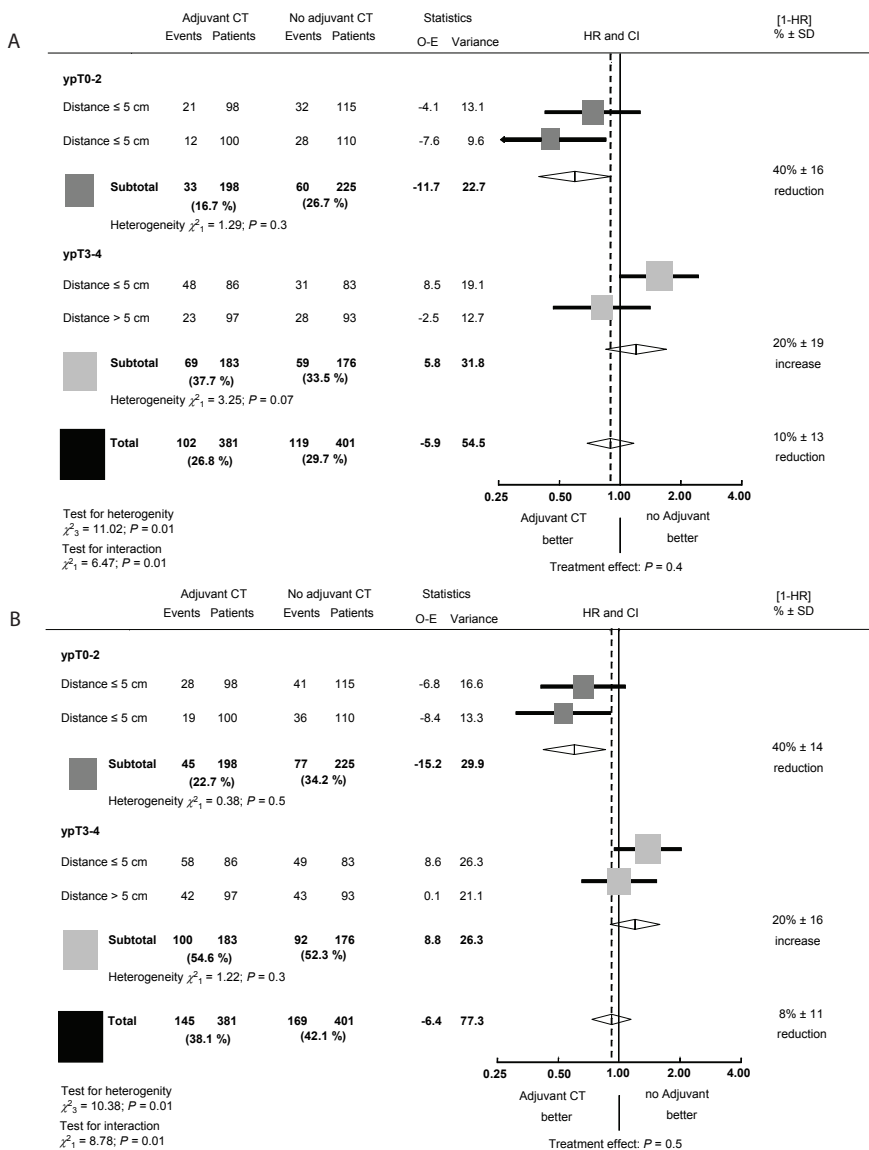 A
Adjuvant CT No adjuvant CT Statistics [1-HR]
Events Patients Events Patients O-E Variance HR and CI % ± SD
ypT0-2
Distance ≤ 5 cm 21 98 32 115 -4.1 13.1
Distance ≤ 5 cm 12 100 28 110 -7.6 9.6
Subtotal 33 198 60 225 -11.7 22.7 40% ± 16
(16.7 %) (26.7 %) reduction
Heterogeneity χ²₁ = 1.29; P = 0.3
ypT3-4
Distance ≤ 5 cm 48 86 31 83 8.5 19.1
Distance > 5 cm 23 97 28 93 -2.5 12.7
Subtotal 69 183 59 176 5.8 31.8 20% ± 19
(37.7 %) (33.5 %) increase
Heterogeneity χ²₁ = 3.25; P = 0.07
Total 102 381 119 401 -5.9 54.5 10% ± 13
(26.8 %) (29.7 %) reduction
0.25 0.50 1.00 2.00 4.00
Test for heterogenity
χ²₃ = 11.02; P = 0.01
Adjuvant CT no Adjuvant
better better
Test for interaction
χ²₁ = 6.47; P = 0.01
Treatment effect: P = 0.4
B
Adjuvant CT No adjuvant CT Statistics [1-HR]
Events Patients Events Patients O-E Variance HR and CI % ± SD
ypT0-2
Distance ≤ 5 cm 28 98 41 115 -6.8 16.6
Distance ≤ 5 cm 19 100 36 110 -8.4 13.3
Subtotal 45 198 77 225 -15.2 29.9 40% ± 14
(22.7 %) (34.2 %) reduction
Heterogeneity χ²₁ = 0.38; P = 0.5
ypT3-4
Distance ≤ 5 cm 58 86 49 83 8.6 26.3
Distance > 5 cm 42 97 43 93 0.1 21.1
Subtotal 100 183 92 176 8.8 26.3 20% ± 16
(54.6 %) (52.3 %) increase
Heterogeneity χ²₁ = 1.22; P = 0.3
Total 145 381 169 401 -6.4 77.3 8% ± 11
(38.1 %) (42.1 %) reduction
0.25 0.50 1.00 2.00 4.00
Test for heterogenity
χ²₃ = 10.38; P = 0.01
Adjuvant CT no Adjuvant
better better
Test for interaction
χ²₁ = 8.78; P = 0.01
Treatment effect: P = 0.5